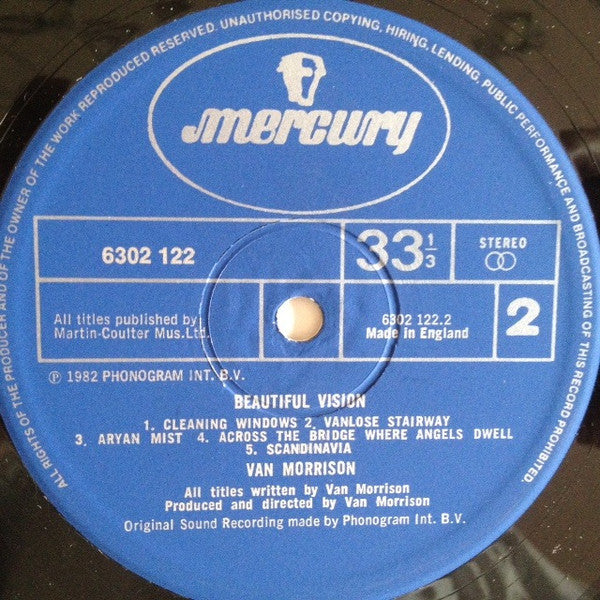 ALL RIGHTS OF THE PRODUCER AND OF THE OWNER OF THE WORK REPRODUCED RESERVED. UNAUTHORISED COPYING, HIRING, LENDING, PUBLIC PERFORMANCE AND BROADCASTING OF THIS RECORD PROHIBITED.
mercury
6302 122
33 1/3
STEREO
All titles published by
Martin-Coulter Mus.Ltd.
6302 122.2
Made in England
2
℗ 1982 PHONOGRAM INT. B.V.
BEAUTIFUL VISION
1. CLEANING WINDOWS 2, VANLOSE STAIRWAY
3. ARYAN MIST 4. ACROSS THE BRIDGE WHERE ANGELS DWELL
5. SCANDINAVIA
VAN MORRISON
All titles written by Van Morrison
Produced and directed by Van Morrison
Original Sound Recording made by Phonogram Int. B.V.